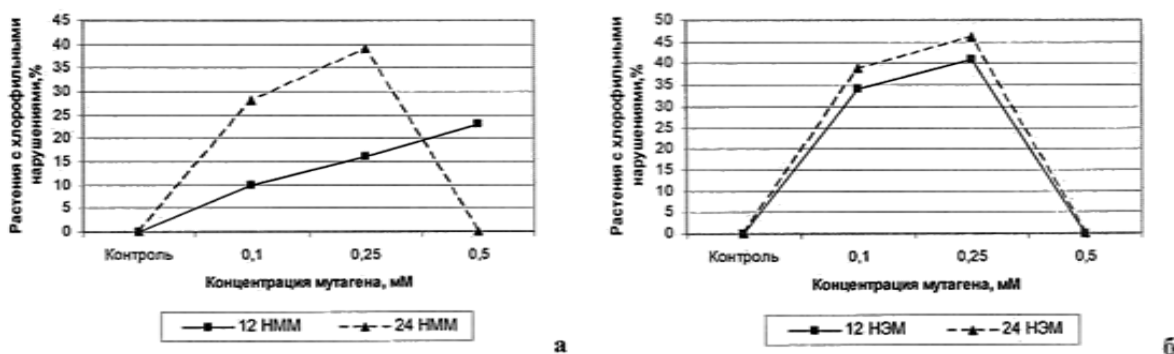 Растения с хлорофильными
нарушениями,%
45
40
35
30
25
20
15
10
5
0
Контроль 0,1 0,25 0,5
Концентрация мутагена, мМ
12 НММ 24 НММ
а
Растения с хлорофильными
нарушениями,%
50
45
40
35
30
25
20
15
10
5
0
Контроль 0,1 0,25 0,5
Концентрация мутагена, мМ
12 НЭМ 24 НЭМ
б